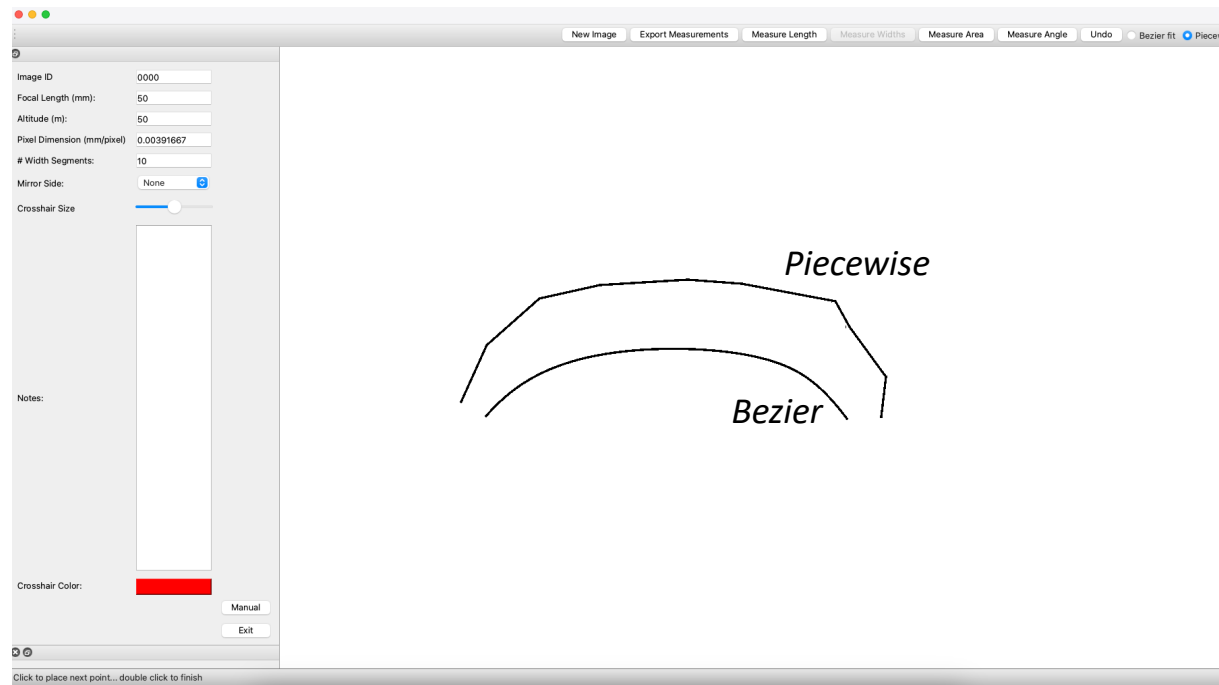 New Image Export Measurements Measure Length Measure Widths Measure Area Measure Angle Undo Bezier fit Piecew
Image ID 0000
Focal Length (mm): 50
Altitude (m): 50
Pixel Dimension (mm/pixel) 0.00391667
# Width Segments: 10
Mirror Side: None
Crosshair Size
Piecewise
Bezier
Notes:
Crosshair Color:
Manual
Exit
Click to place next point... double click to finish